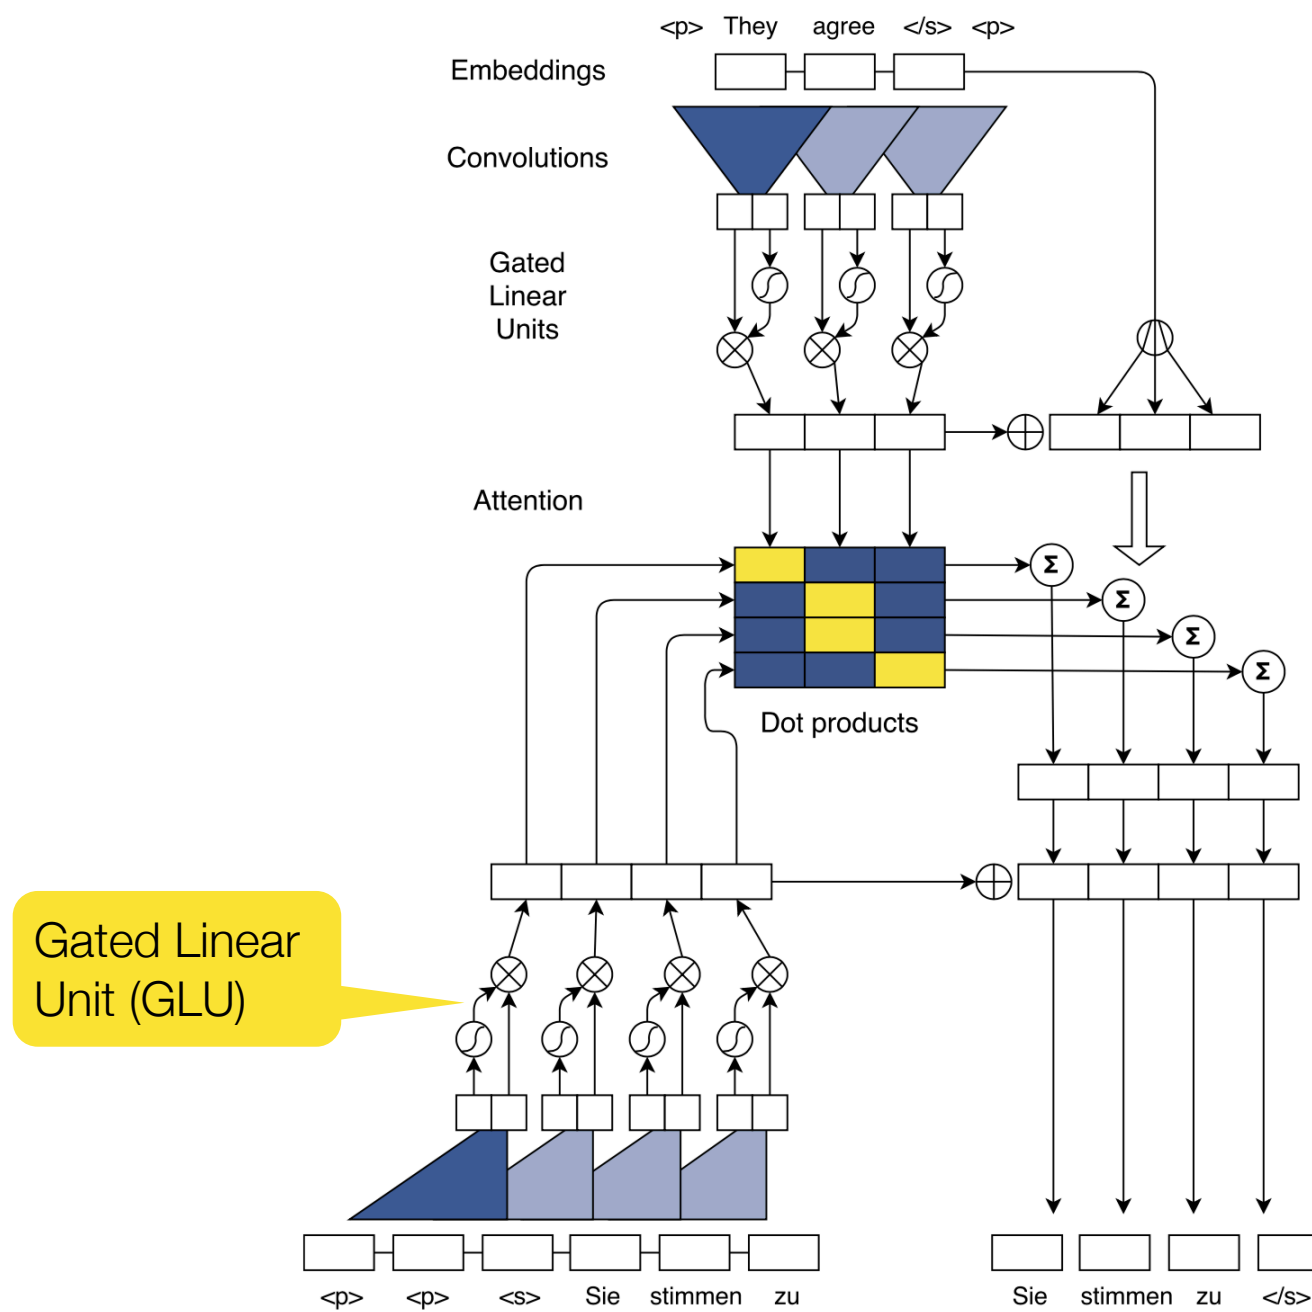 <p> They agree </s> <p>
Embeddings
Convolutions
Gated
Linear
Units
Attention
Σ
Σ
Σ
Σ
Dot products
Gated Linear
Unit (GLU)
<p> <p> <s> Sie stimmen zu
Sie stimmen zu </s>